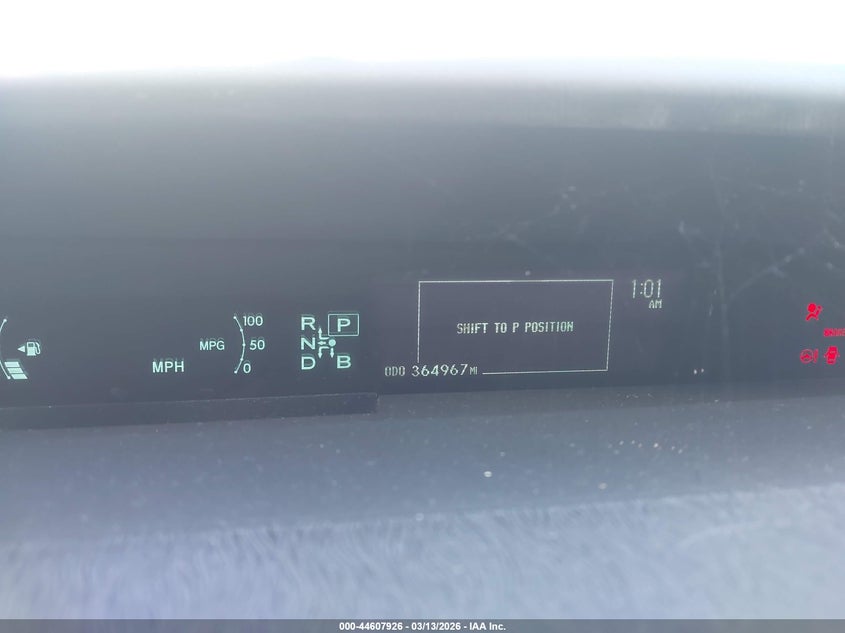 100
MPG 50
0
MPH
R P
N
D B
SHIFT TO P POSITION
1:01
AM
ODO 364967 MI
000-44607926 - 03/13/2026 - IAA Inc.